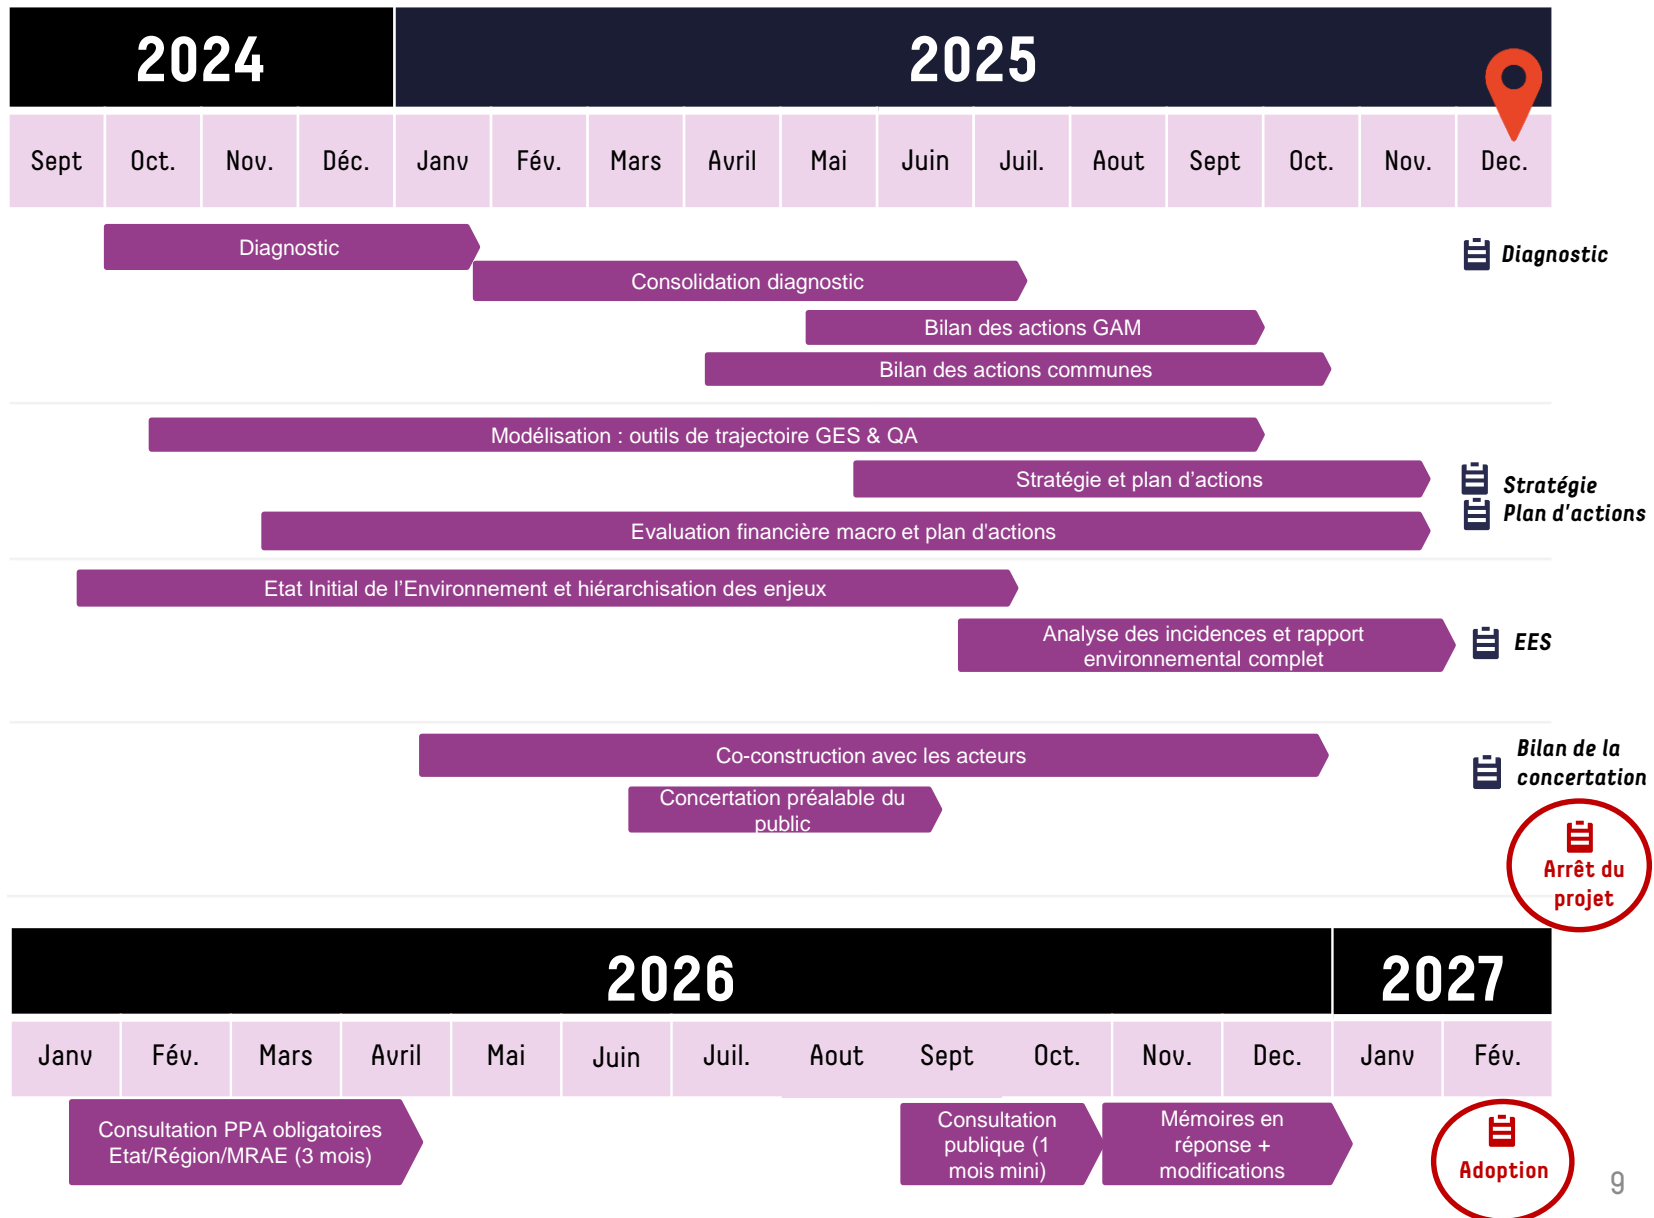 2024
2025
Sept
Oct.
Nov.
Déc.
Janv
Fév.
Mars
Avril
Mai
Juin
Juil.
Aout
Sept
Oct.
Nov.
Dec.
Diagnostic
Diagnostic
Consolidation diagnostic
Bilan des actions GAM
Bilan des actions communes
Modélisation : outils de trajectoire GES & QA
Stratégie et plan d’actions
Stratégie
Plan d’actions
Evaluation financière macro et plan d'actions
Etat Initial de l’Environnement et hiérarchisation des enjeux
Analyse des incidences et rapport
environnemental complet
EES
Co-construction avec les acteurs
Bilan de la
concertation
Concertation préalable du
public
Arrêt du
projet
2026
2027
Janv
Fév.
Mars
Avril
Mai
Juin
Juil.
Aout
Sept
Oct.
Nov.
Dec.
Janv
Fév.
Consultation PPA obligatoires
Etat/Région/MRAE (3 mois)
Consultation
publique (1
mois mini)
Mémoires en
réponse +
modifications
Adoption
9